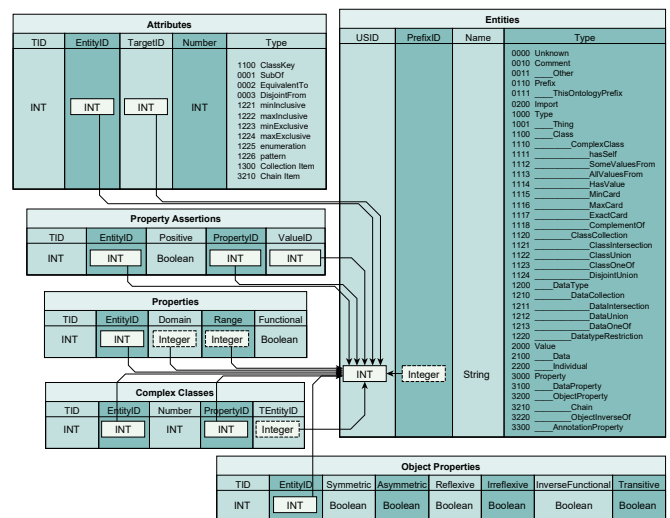 Attributes
TID EntityID TargetID Number Type
INT INT INT INT
1100 ClassKey
0001 SubOf
0002 EquivalentTo
0003 DisjointFrom
1221 minInclusive
1222 maxInclusive
1223 minExclusive
1224 maxExclusive
1225 enumeration
1226 pattern
1300 Collection Item
3210 Chain Item
Property Assertions
TID EntityID Positive PropertyID ValueID
INT INT Boolean INT INT
Properties
TID EntityID Domain Range Functional
INT INT Integer Integer Boolean
Complex Classes
TID EntityID Number PropertyID TEntityID
INT INT INT INT Integer
Entities
USID PrefixID Name Type
INT Integer String
0000 Unknown
0010 Comment
0011 ____Other
0110 Prefix
0111 ____ThisOntologyPrefix
0200 Import
1000 Type
1001 ____Thing
1100 ____Class
1110 ________ComplexClass
1111 ____________hasSelf
1112 ____________SomeValuesFrom
1113 ____________AllValuesFrom
1114 ____________HasValue
1115 ____________MinCard
1116 ____________MaxCard
1117 ____________ExactCard
1118 ____________ComplementOf
1120 ________ClassCollection
1121 ____________ClassIntersection
1122 ____________ClassUnion
1123 ____________ClassOneOf
1124 ____________DisjointUnion
1200 ____DataType
1210 ________DataCollection
1211 ____________DataIntersection
1212 ____________DataUnion
1213 ____________DataOneOf
1220 ________DatatypeRestriction
2000 Value
2100 ____Data
2200 ____Individual
3000 Property
3100 ____DataProperty
3200 ____ObjectProperty
3210 ________Chain
3220 ________ObjectInverseOf
3300 ____AnnotationProperty
Object Properties
TID EntityID Symmetric Asymmetric Reflexive Irreflexive InverseFunctional Transitive
INT INT Boolean Boolean Boolean Boolean Boolean Boolean